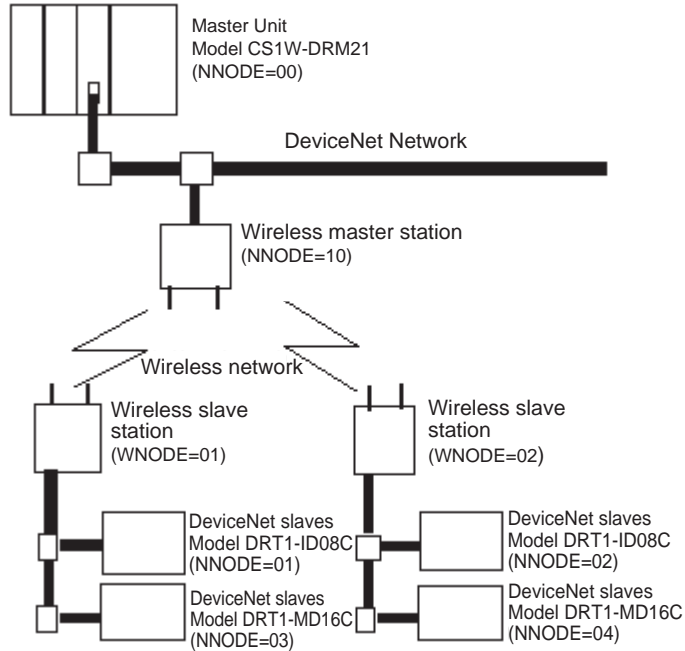 Master Unit
Model CS1W-DRM21
(NNODE=00)
DeviceNet Network
Wireless master station
(NNODE=10)
Wireless network
Wireless slave
station
(WNODE=01)
Wireless slave
station
(WNODE=02)
DeviceNet slaves
Model DRT1-ID08C
(NNODE=01)
DeviceNet slaves
Model DRT1-ID08C
(NNODE=02)
DeviceNet slaves
Model DRT1-MD16C
(NNODE=03)
DeviceNet slaves
Model DRT1-MD16C
(NNODE=04)